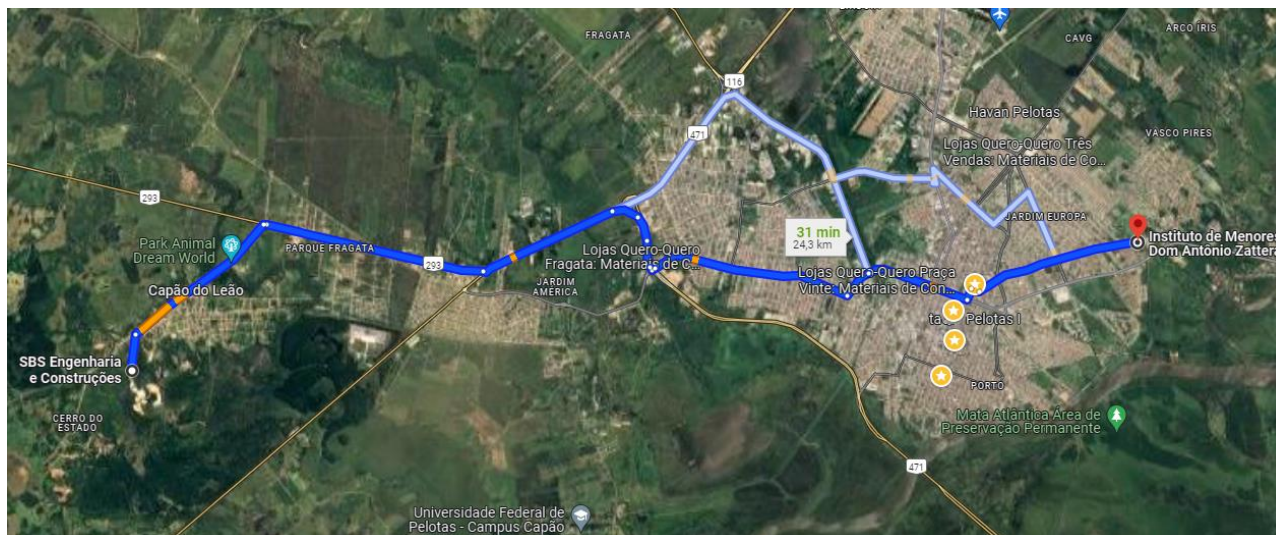 FRAGATA
CAVG
ARCO IRIS
116
471
Havan Pelotas
VASCO PIRES
Lojas Quero-Quero Três
Vendas: Materiais de Co...
293
Park Animal
Dream World
PARQUE FRAGATA
293
31 min
24,3 km
JARDIM EUROPA
Instituto de Menores
Dom Antônio Zattera
Lojas Quero-Quero
Fragata: Materiais de C...
JARDIM
AMÉRICA
Lojas Quero-Quero Praça
Vinte: Materiais de Con...
Capão do Leão
Pelotas I
SBS Engenharia
e Construções
PORTO
CERRO DO
ESTADO
Mata Atlântica Área de
Preservação Permanente
471
Universidade Federal de
Pelotas - Campus Capão